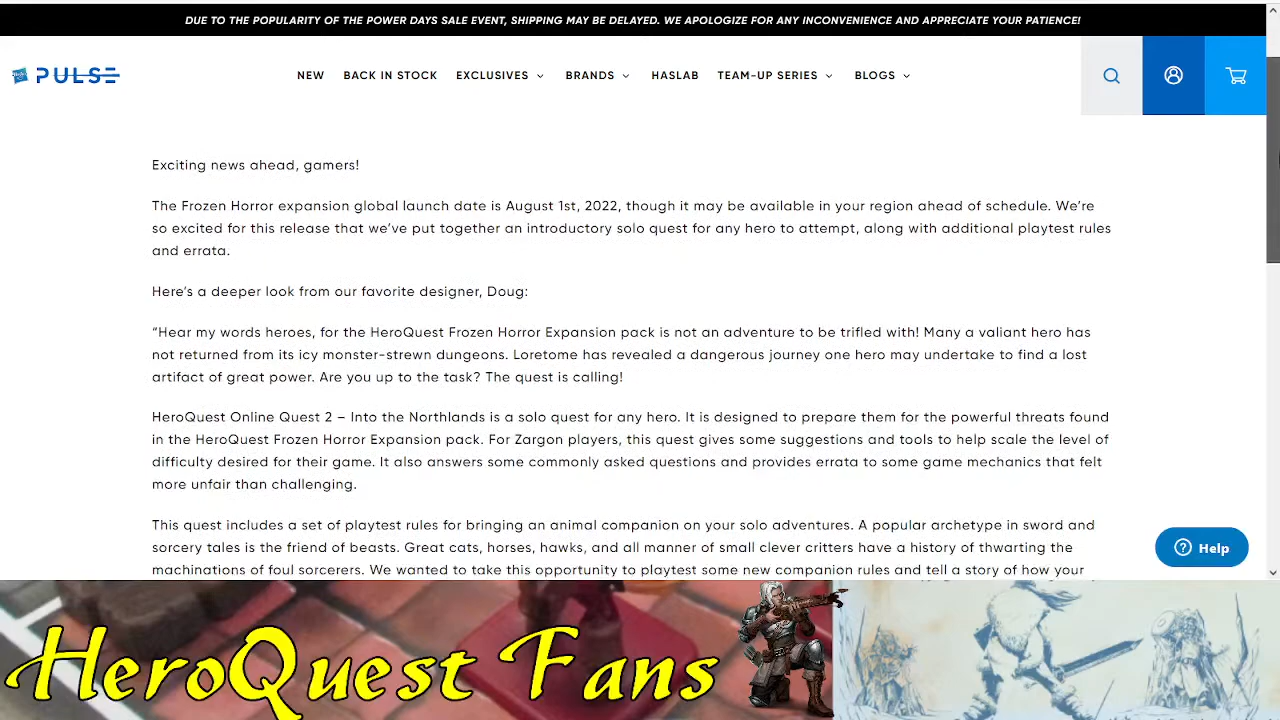 DUE TO THE POPULARITY OF THE POWER DAYS SALE EVENT, SHIPPING MAY BE DELAYED. WE APOLOGIZE FOR ANY INCONVENIENCE AND APPRECIATE YOUR PATIENCE!
PULSE NEW BACK IN STOCK EXCLUSIVES BRANDS HASLAB TEAM-UP SERIES BLOGS
Exciting news ahead, gamers!
The Frozen Horror expansion global launch date is August 1st, 2022, though it may be available in your region ahead of schedule. We’re
so excited for this release that we’ve put together an introductory solo quest for any hero to attempt, along with additional playtest rules
and errata.
Here’s a deeper look from our favorite designer, Doug:
“Hear my words heroes, for the HeroQuest Frozen Horror Expansion pack is not an adventure to be trifled with! Many a valiant hero has
not returned from its icy monster-strewn dungeons. Loretome has revealed a dangerous journey one hero may undertake to find a lost
artifact of great power. Are you up to the task? The quest is calling!
HeroQuest Online Quest 2 – Into the Northlands is a solo quest for any hero. It is designed to prepare them for the powerful threats found
in the HeroQuest Frozen Horror Expansion pack. For Zargon players, this quest gives some suggestions and tools to help scale the level of
difficulty desired for their game. It also answers some commonly asked questions and provides errata to some game mechanics that felt
more unfair than challenging.
This quest includes a set of playtest rules for bringing an animal companion on your solo adventures. A popular archetype in sword and
sorcery tales is the friend of beasts. Great cats, horses, hawks, and all manner of small clever critters have a history of thwarting the
machinations of foul sorcerers. We wanted to take this opportunity to playtest some new companion rules and tell a story of how your
Help
HeroQuest Fans